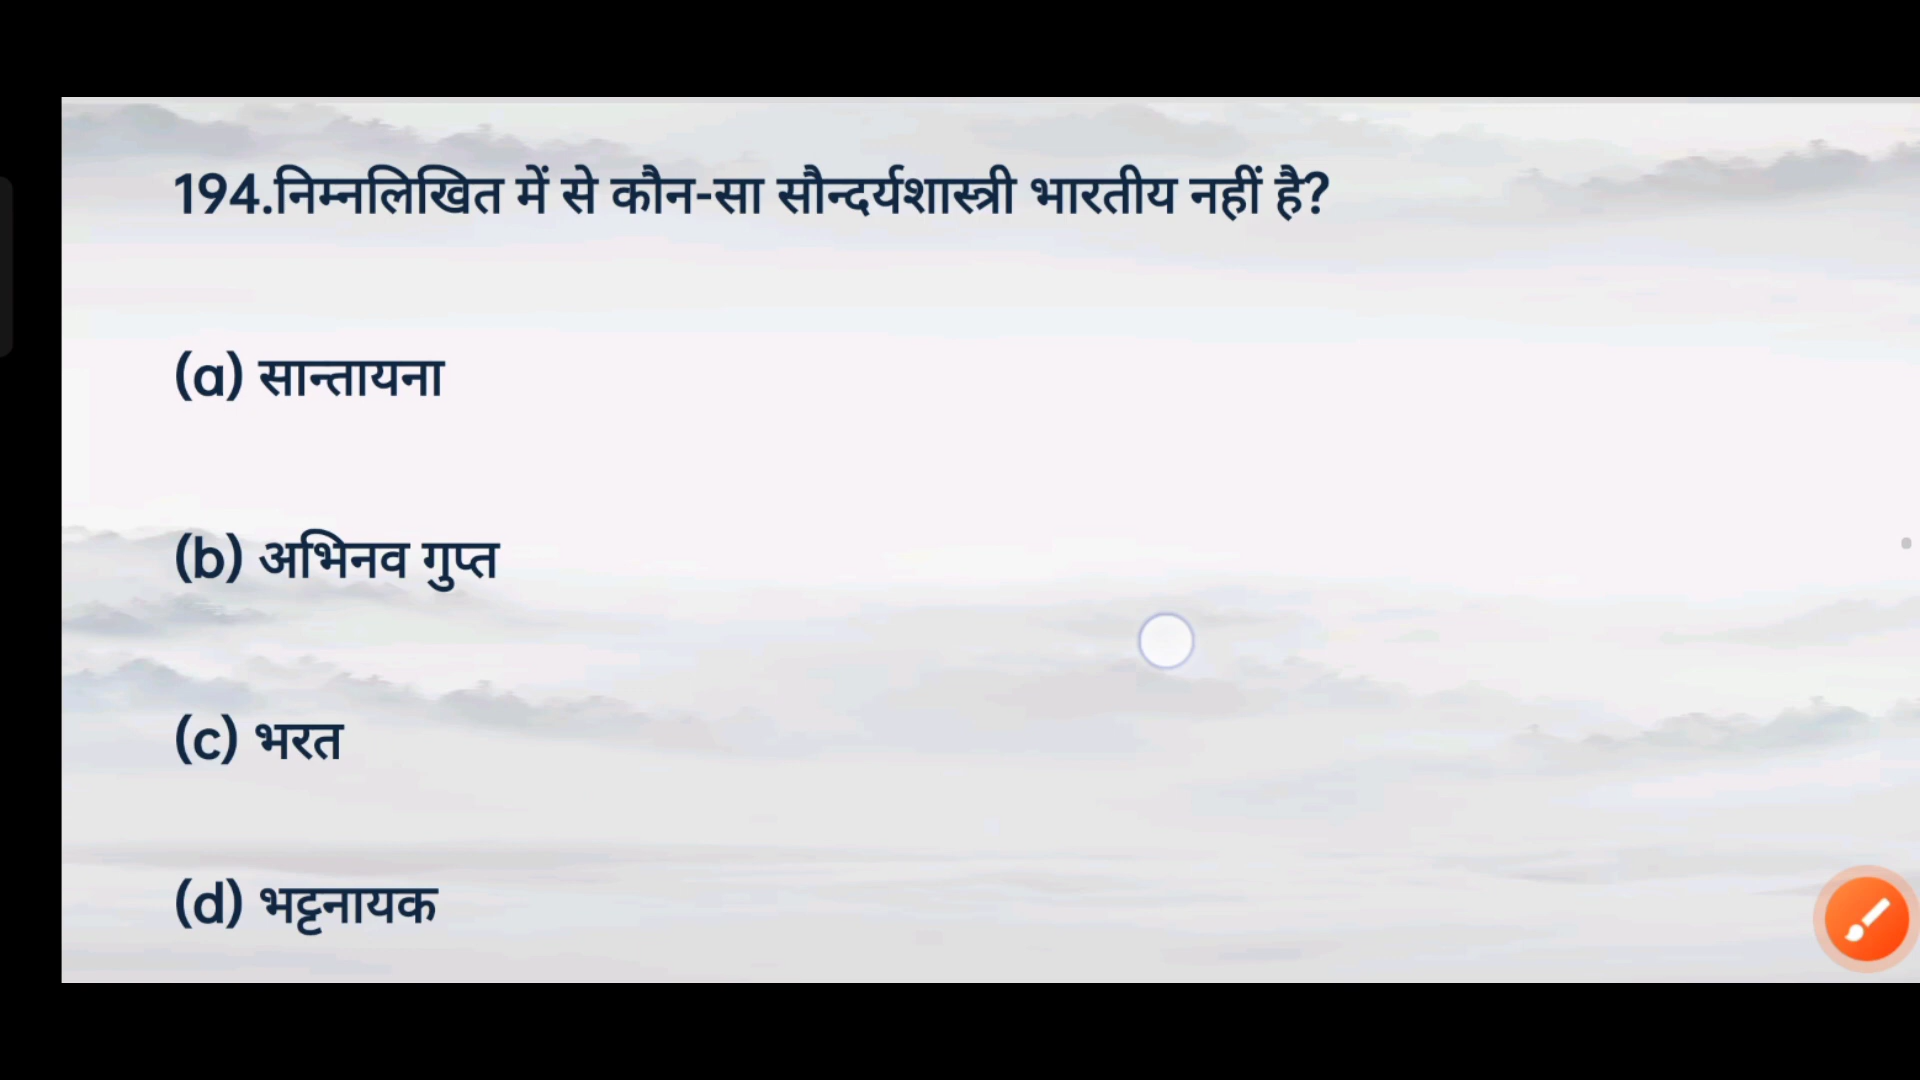 194.निम्नलिखित में से कौन-सा सौन्दर्यशास्त्री भारतीय नहीं है?
(a) सान्तायना
(b) अभिनव गुप्त
(c) भरत
(d) भट्टनायक